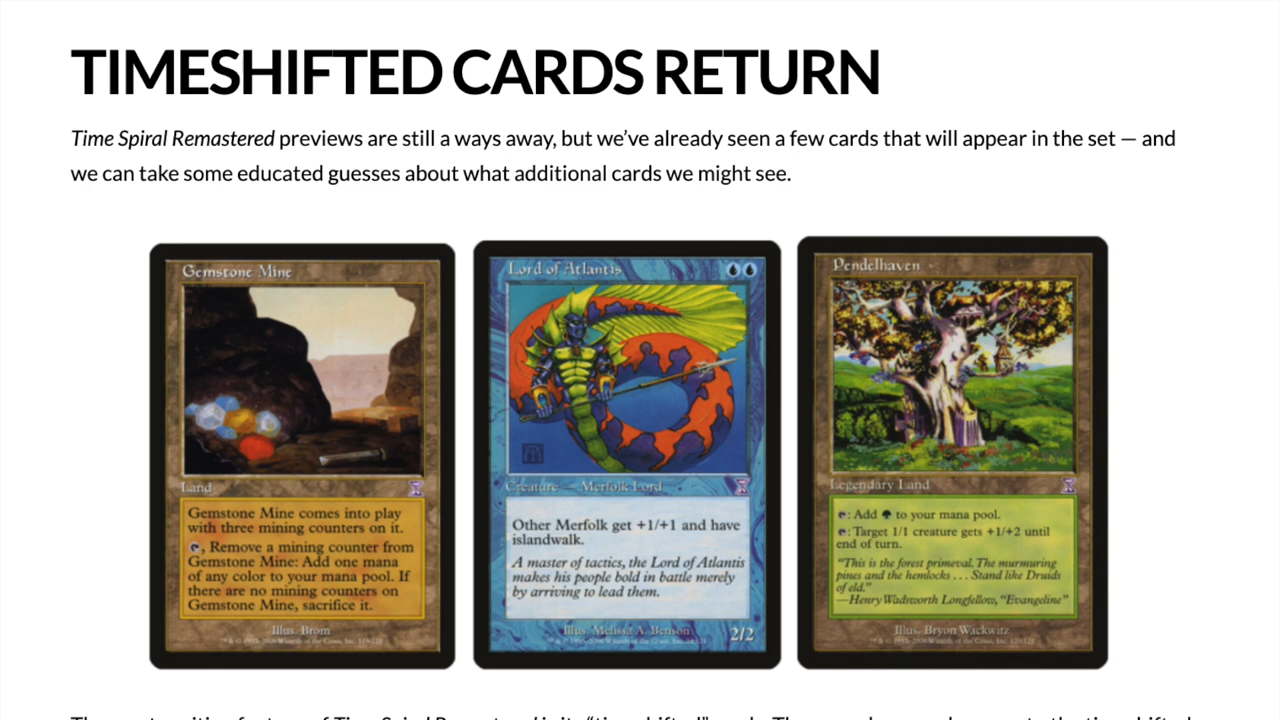 TIMESHIFTED CARDS RETURN
Time Spiral Remastered previews are still a ways away, but we’ve already seen a few cards that will appear in the set — and
we can take some educated guesses about what additional cards we might see.
Gemstone Mine
Land
Gemstone Mine comes into play
with three mining counters on it.
, Remove a mining counter from
Gemstone Mine: Add one mana
of any color to your mana pool. If
there are no mining counters on
Gemstone Mine, sacrifice it.
Illus. Brom
Lord of Atlantis
Creature — Merfolk Lord
Other Merfolk get +1/+1 and have
islandwalk.
A master of tactics, the Lord of Atlantis
makes his people bold in battle merely
by arriving to lead them.
Illus. Melissa A. Benson
2/2
Pendelhaven
Legendary Land
: Add to your mana pool.
: Target 1/1 creature gets +1/+2 until
end of turn.
“This is the forest primeval. The murmuring
pines and the hemlocks . . . Stand like Druids
of eld.”
—Henry Wadsworth Longfellow, “Evangeline”
Illus. Bryon Wackwitz